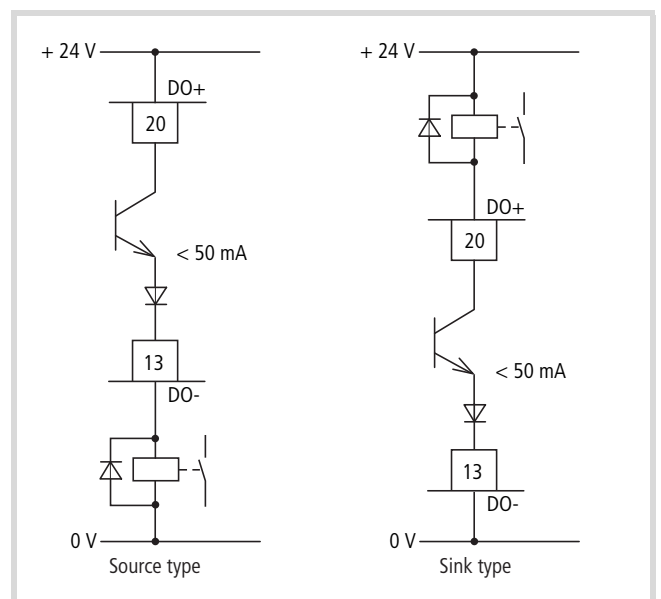 + 24 V
DO+
20
< 50 mA
13
DO-
0 V
Source type
+ 24 V
DO+
20
< 50 mA
13
DO-
0 V
Sink type